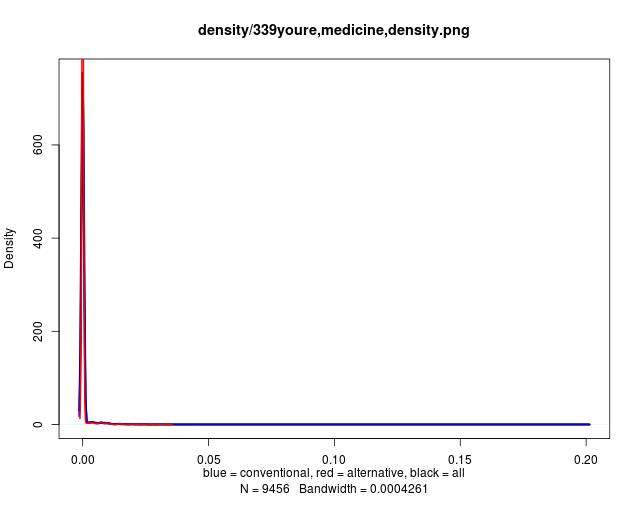 density/339youre,medicine,density.png
Density
600
400
200
0
0.00 0.05 0.10 0.15 0.20
blue = conventional, red = alternative, black = all
N = 9456 Bandwidth = 0.0004261